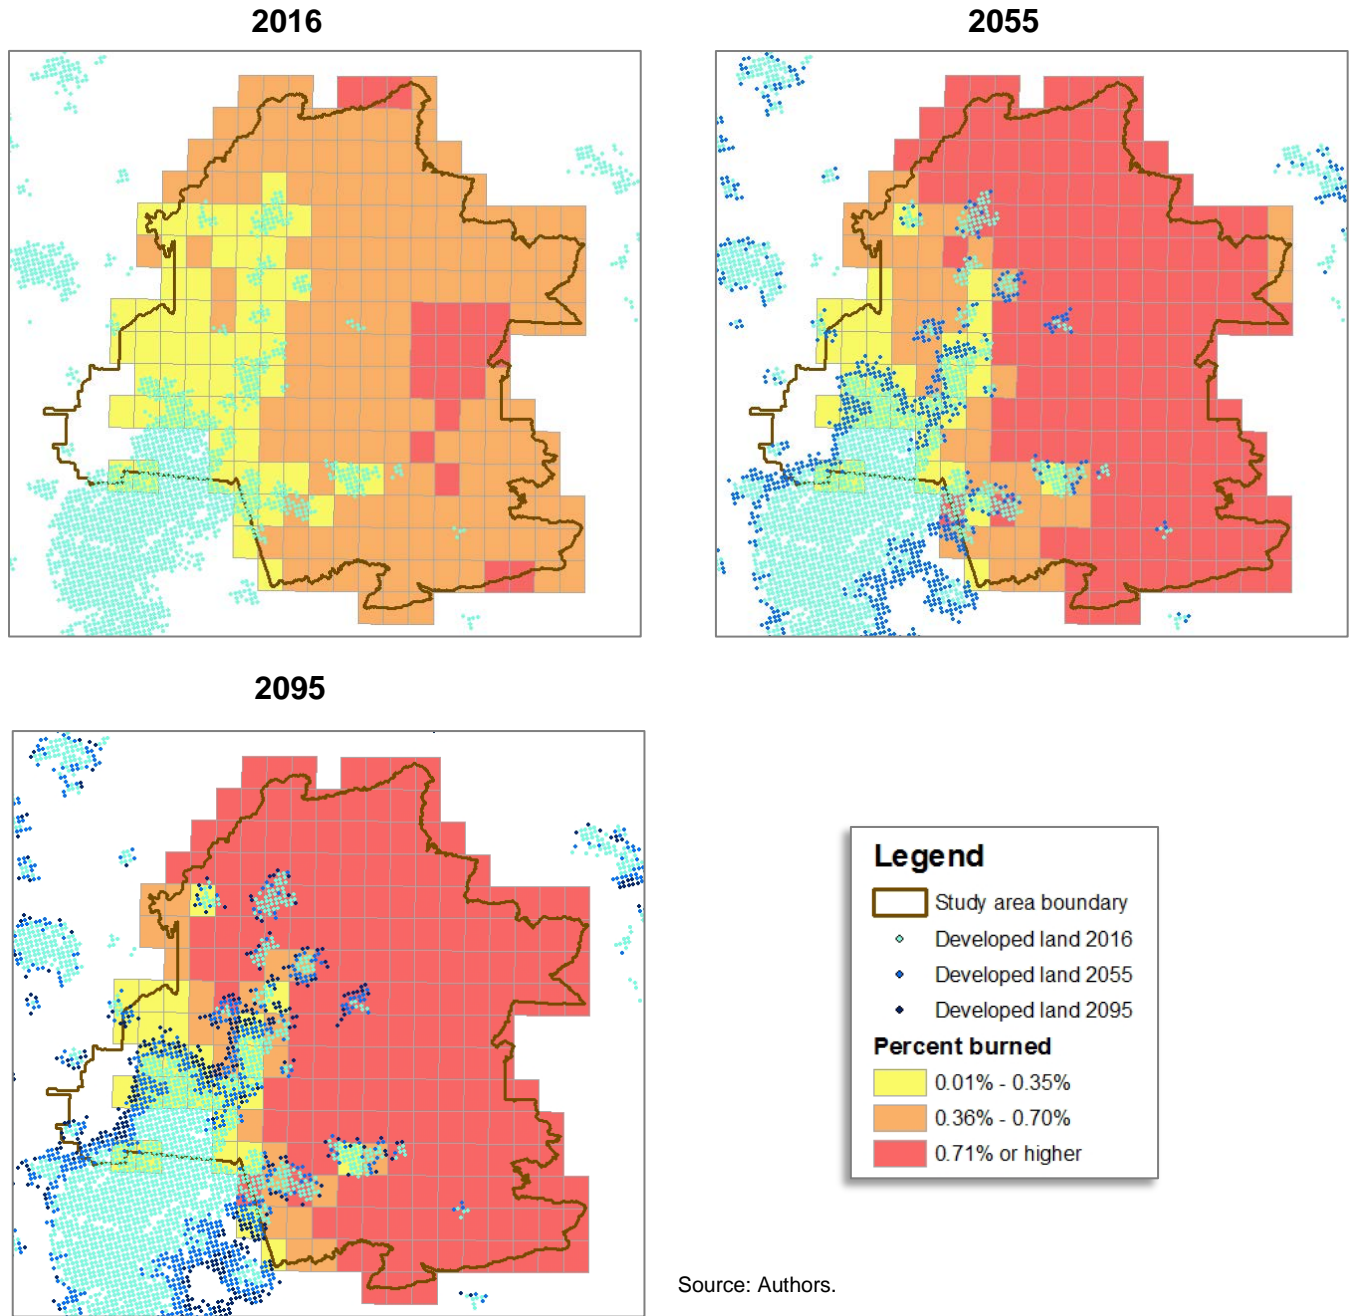 2016
2055
2095
Legend
Study area boundary
Developed land 2016
Developed land 2055
Developed land 2095
Percent burned
0.01% - 0.35%
0.36% - 0.70%
0.71% or higher
Source: Authors.